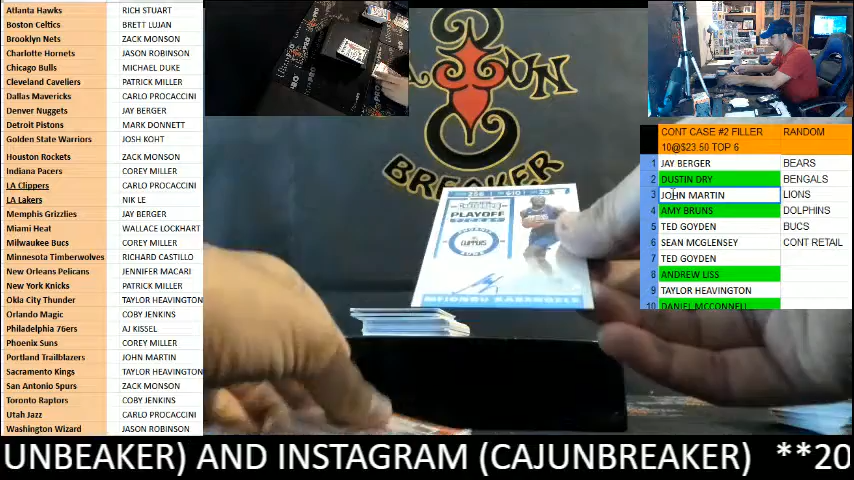 Atlanta Hawks RICH STUART
Boston Celtics BRETT LUJAN
Brooklyn Nets ZACK MONSON
Charlotte Hornets JASON ROBINSON
Chicago Bulls MICHAEL DUKE
Cleveland Caveliers PATRICK MILLER
Dallas Mavericks CARLO PROCACCINI
Denver Nuggets JAY BERGER
Detroit Pistons MARK DONNETT
Golden State Warriors JOSH KOHT
Houston Rockets ZACK MONSON
Indiana Pacers COREY MILLER
LA Clippers CARLO PROCACCINI
LA Lakers NIK LE
Memphis Grizzlies JAY BERGER
Miami Heat WALLACE LOCKHART
Milwaukee Bucs COREY MILLER
Minnesota Timberwolves RICHARD CASTILLO
New Orleans Pelicans JENNIFER MACARI
New York Knicks PATRICK MILLER
Okla City Thunder TAYLOR HEAVINGTON
Orlando Magic COBY JENKINS
Philadelphia 76ers AJ KISSEL
Phoenix Suns COREY MILLER
Portland Trailblazers JOHN MARTIN
Sacramento Kings TAYLOR HEAVINGTON
San Antonio Spurs ZACK MONSON
Toronto Raptors COBY JENKINS
Utah Jazz CARLO PROCACCINI
Washington Wizard JASON ROBINSON
UN
BREAKER
PLAYOFF
CLIPPERS
CONT CASE #2 FILLER RANDOM
10@$23.50 TOP 6
1 JAY BERGER BEARS
2 DUSTIN DRY BENGALS
3 JOHN MARTIN LIONS
4 AMY BRUNS DOLPHINS
5 TED GOYDEN BUCS
6 SEAN MCGLENSEY CONT RETAIL
7 TED GOYDEN
8 ANDREW LISS
9 TAYLOR HEAVINGTON
10 DANIEL MCCONNELL
UNBEAKER) AND INSTAGRAM (CAJUNBREAKER) **20